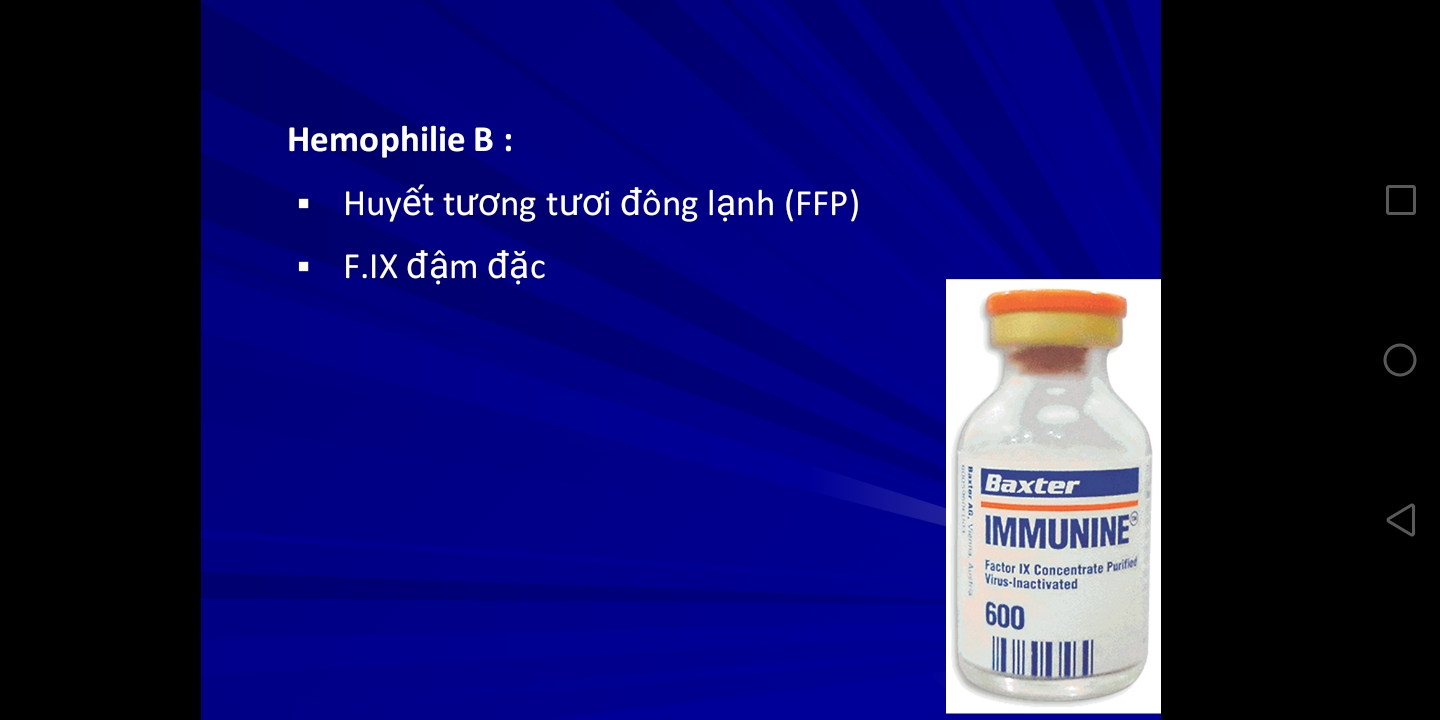 Hemophilie B :
▪ Huyết tương tươi đông lạnh (FFP)
▪ F.IX đậm đặc
Baxter
IMMUNINE®
Factor IX Concentrate Purified
Virus-Inactivated
600
Baxter AG, Vienna, Austria